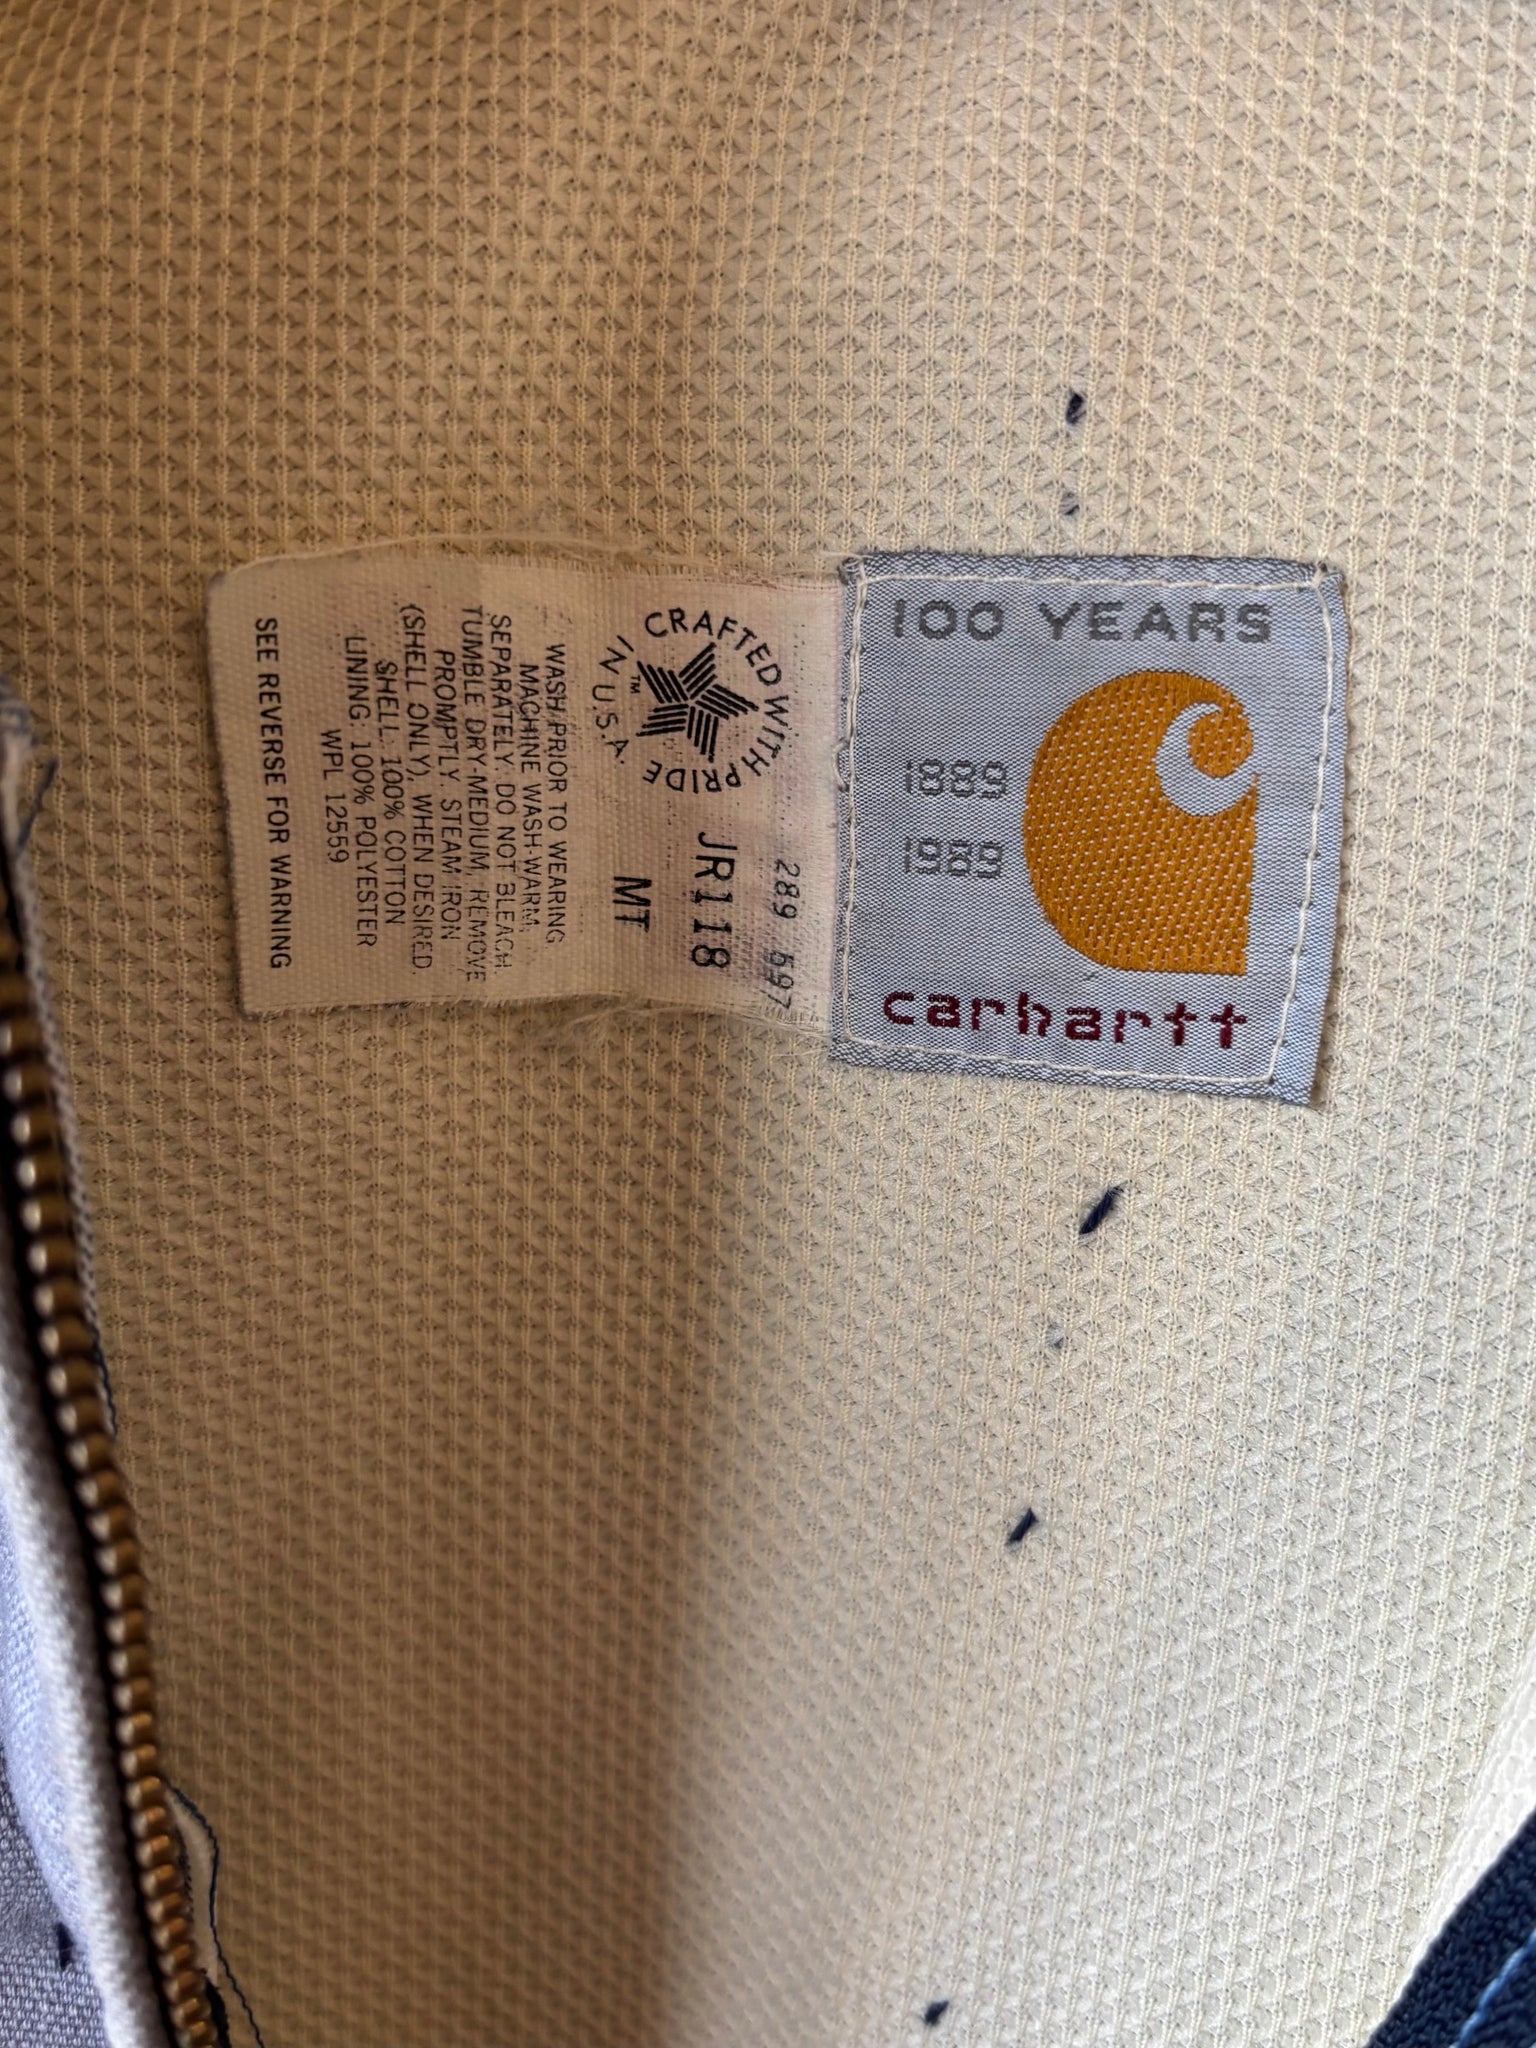 100 YEARS
1889
1989
carhartt
289 597
CRAFTED WITH PRIDE
IN U.S.A.
TM
JR118
MT
WASH PRIOR TO WEARING
MACHINE WASH-WARM,
SEPARATELY. DO NOT BLEACH.
TUMBLE DRY-MEDIUM, REMOVE
PROMPTLY. STEAM IRON
(SHELL ONLY), WHEN DESIRED.
SHELL: 100% COTTON
LINING: 100% POLYESTER
WPL 12559
SEE REVERSE FOR WARNING